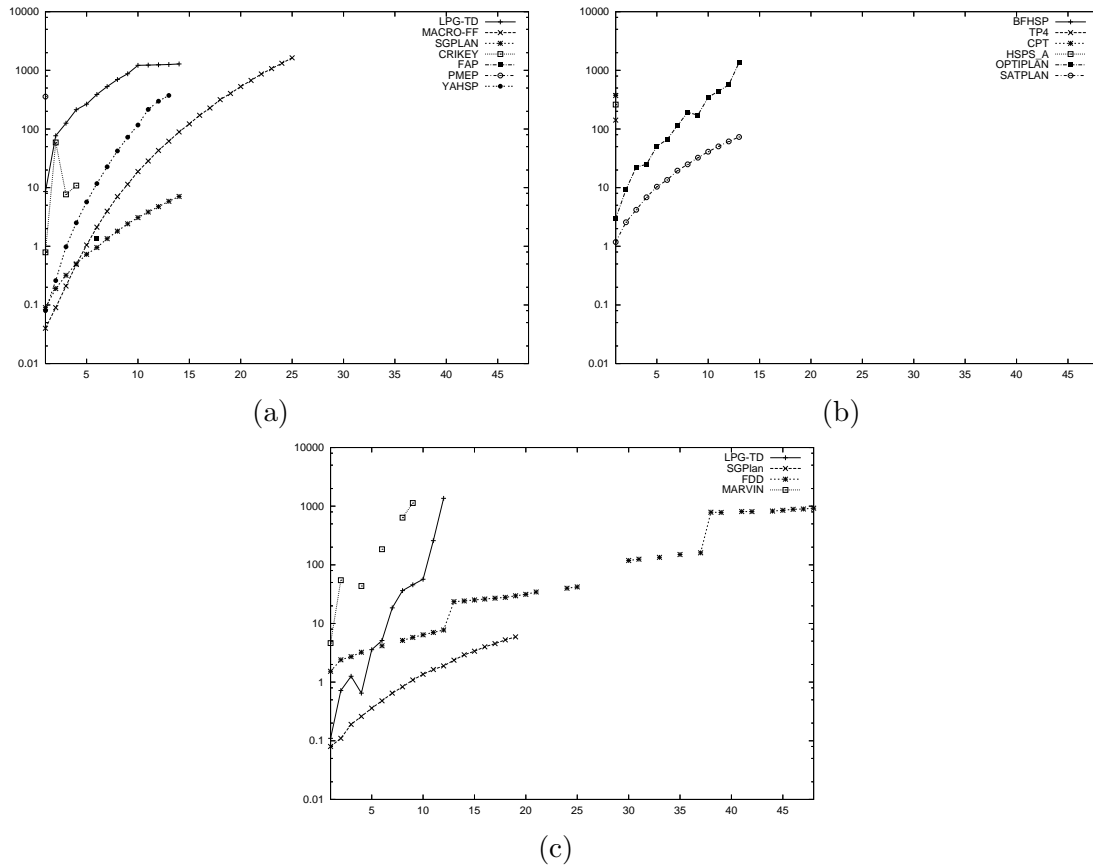 10000
1000
100
10
1
0.1
0.01
5 10 15 20 25 30 35 40 45
LPG-TD
MACRO-FF
SGPLAN
CRIKEY
FAP
PMEP
YAHSP
(a)
10000
1000
100
10
1
0.1
0.01
5 10 15 20 25 30 35 40 45
BFHSP
TP4
CPT
HSPS_A
OPTIPLAN
SATPLAN
(b)
10000
1000
100
10
1
0.1
0.01
5 10 15 20 25 30 35 40 45
LPG-TD
SGPlan
FDD
MARVIN
(c)